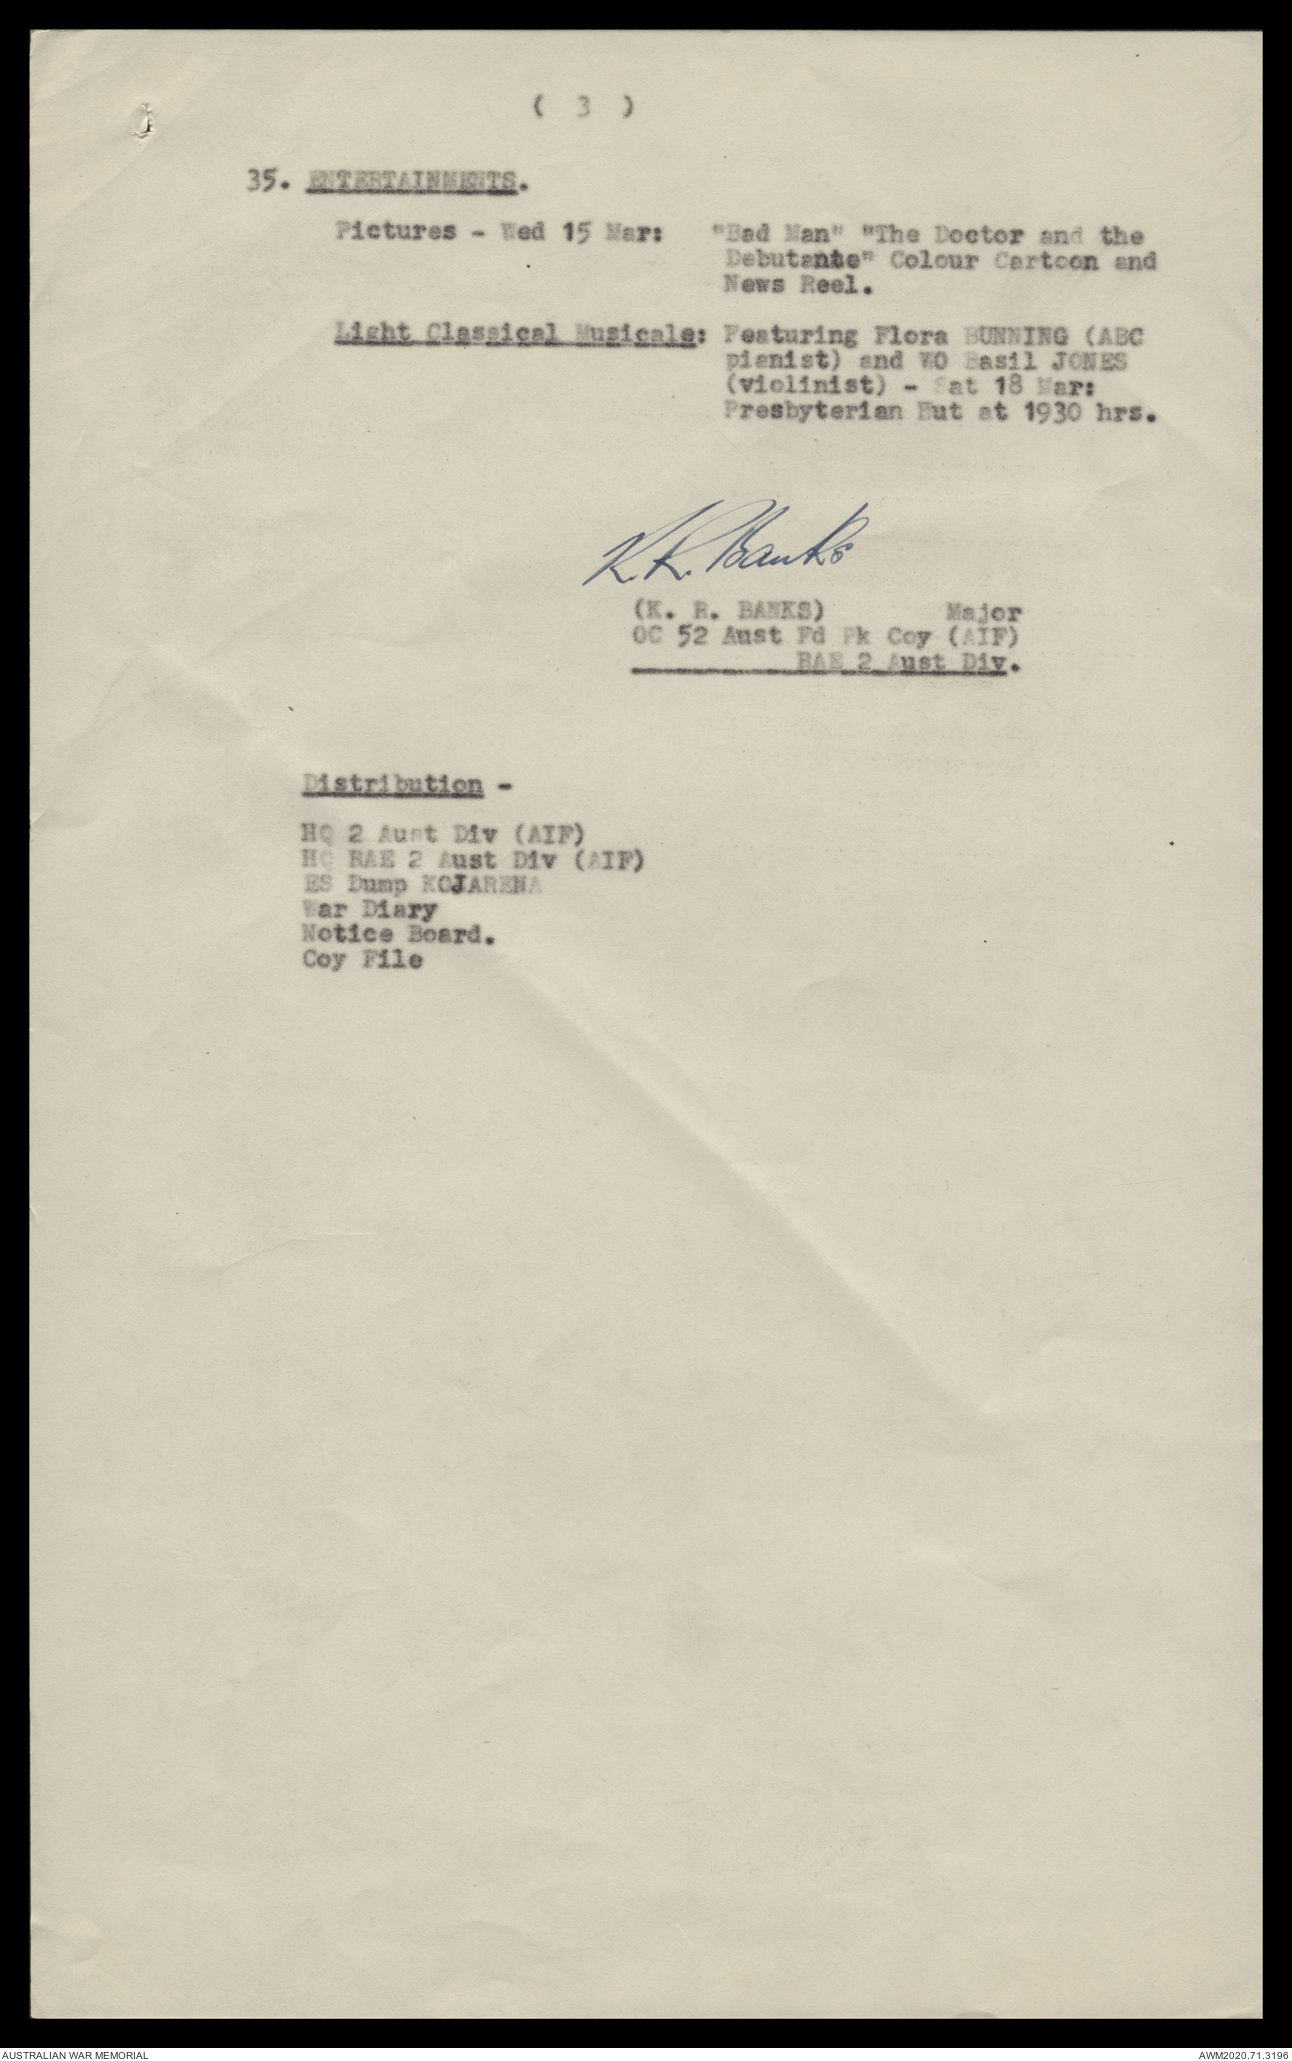 ( 3 )
35. ENTERTAINMENTS.
Pictures - Wed 15 Mar: "Bad Man" "The Doctor and the
Debutante" Colour Cartoon and
News Reel.
Light Classical Musicale: Featuring Flora BUNNING (ABC
pianist) and WO Basil JONES
(violinist) - Sat 18 Mar:
Presbyterian Hut at 1930 hrs.
K.R. Banks
(K. R. BANKS) Major
OC 52 Aust Fd Pk Coy (AIF)
RAE 2 Aust Div.
Distribution -
HQ 2 Aust Div (AIF)
HQ RAE 2 Aust Div (AIF)
ES Dump KOJARENA
War Diary
Notice Board.
Coy File
AUSTRALIAN WAR MEMORIAL
AWM2020.71.3196